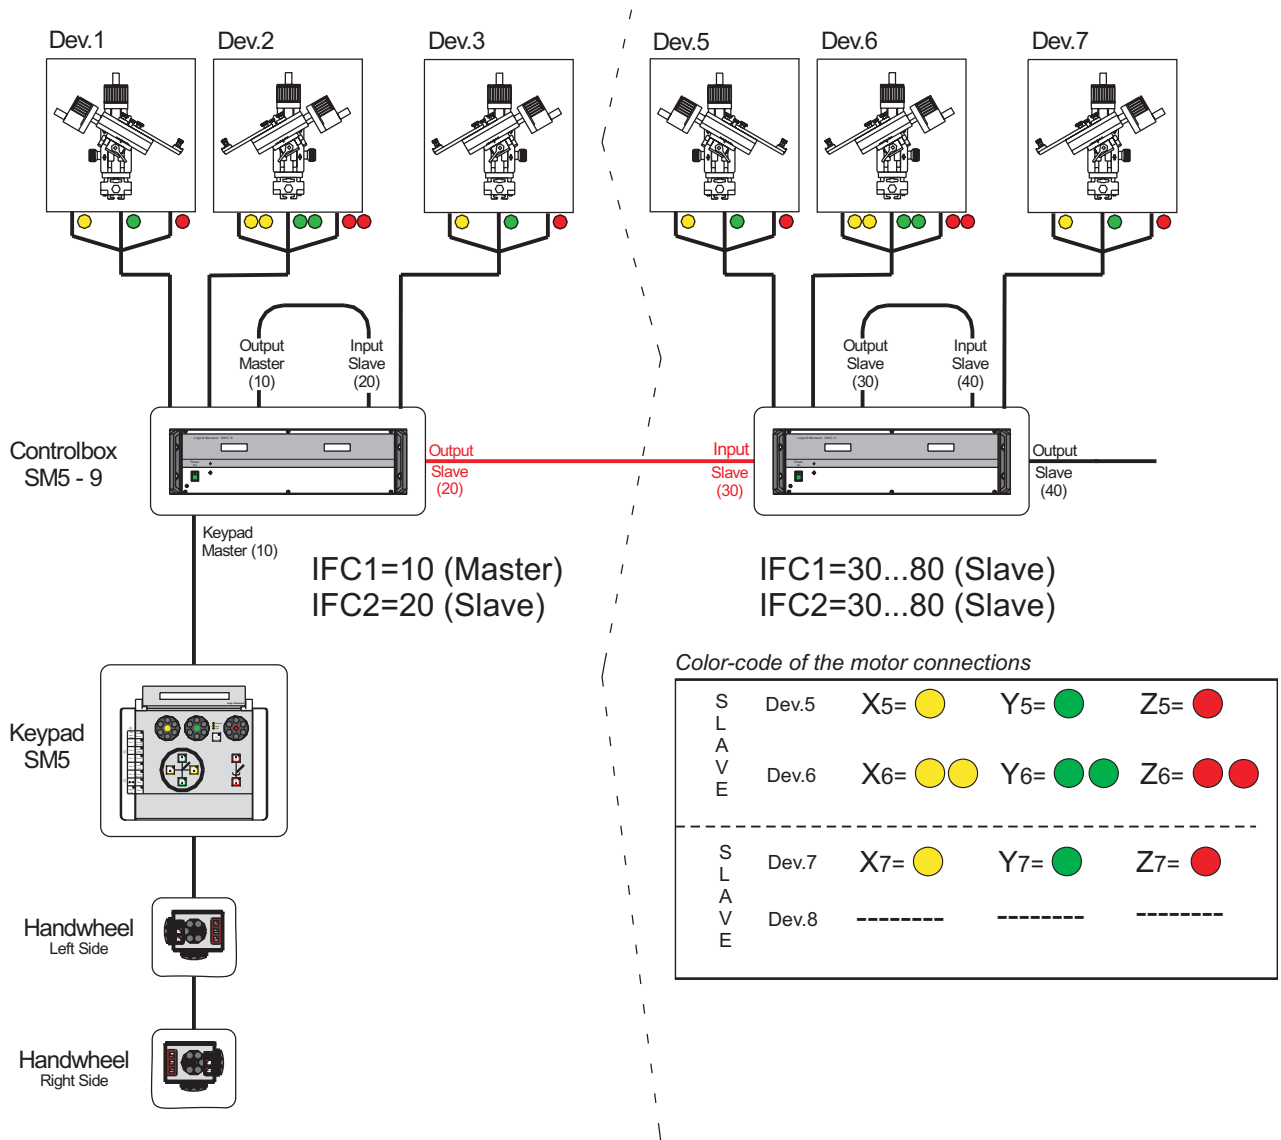 Dev.1
Dev.2
Dev.3
Dev.5
Dev.6
Dev.7
Output
Master
(10)
Input
Slave
(20)
Output
Slave
(30)
Input
Slave
(40)
Controlbox
SM5 - 9
Output
Slave
(20)
Input
Slave
(30)
Output
Slave
(40)
Keypad
Master (10)
IFC1=10 (Master)
IFC2=20 (Slave)
IFC1=30...80 (Slave)
IFC2=30...80 (Slave)
Color-code of the motor connections
SLAVE
Dev.5 X5= Y5= Z5=
Dev.6 X6= Y6= Z6=
SLAVE
Dev.7 X7= Y7= Z7=
Dev.8 -------- -------- --------
Keypad
SM5
Handwheel
Left Side
Handwheel
Right Side